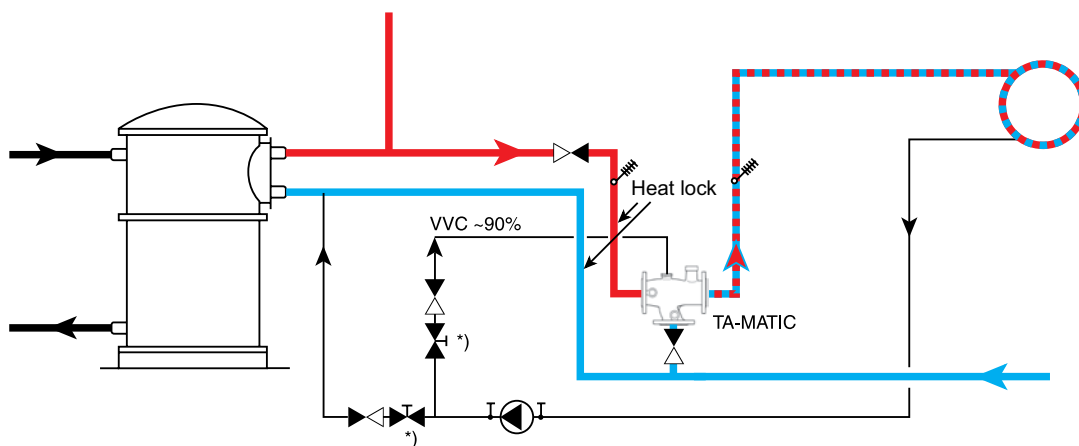 Heat lock
VVC ~90%
TA-MATIC
*)
*)